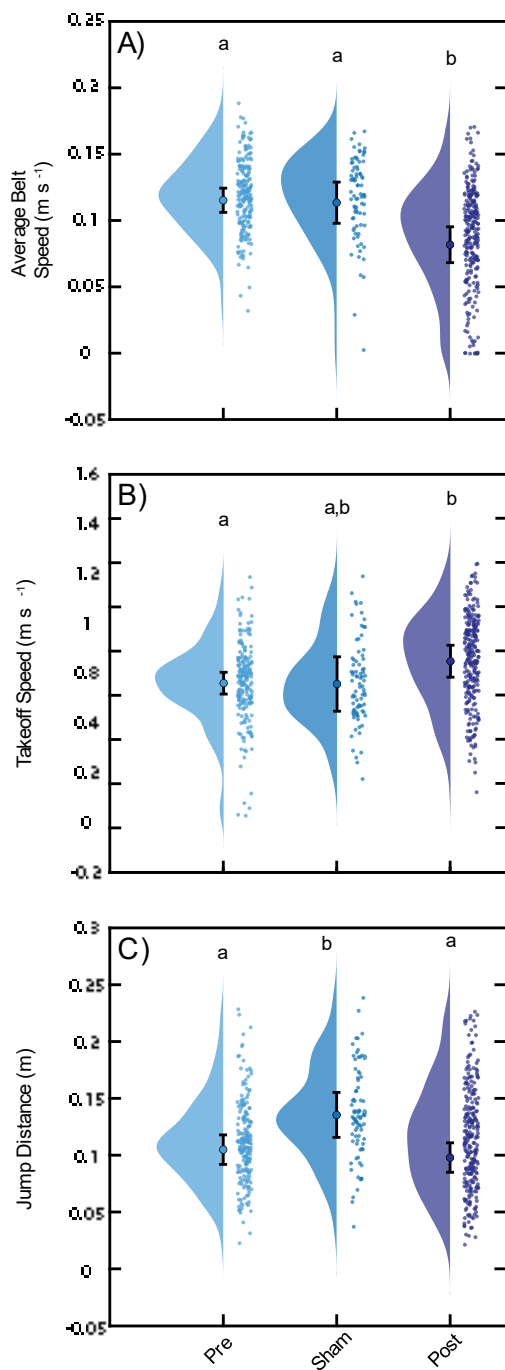 A)
a a b
0.25
0.2
0.15
0.1
0.05
0
-0.05
Average Belt
Speed (m s -1)
B)
a a,b b
1.6
1.4
1.2
1
0.8
0.6
0.4
0.2
0
-0.2
Takeoff Speed (m s -1)
C)
a b a
0.3
0.25
0.2
0.15
0.1
0.05
0
-0.05
Jump Distance (m)
Pre Sham Post